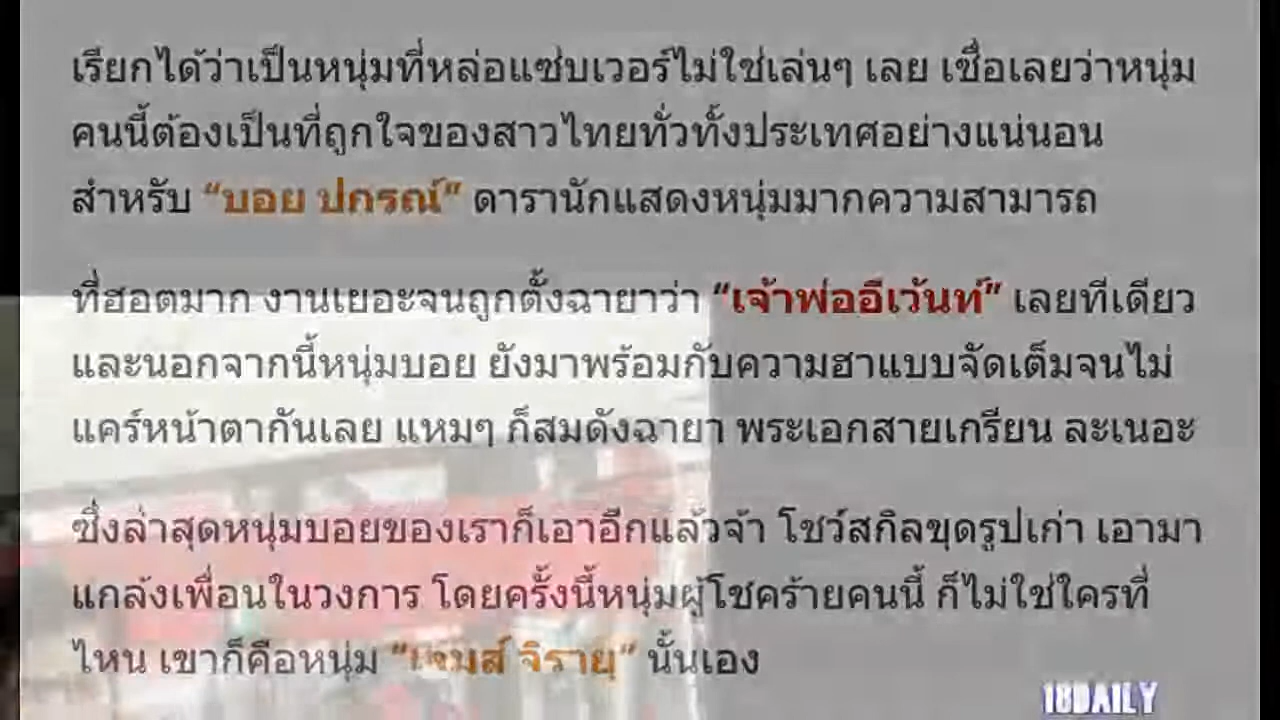 เรียกได้ว่าเป็นหนุ่มที่หล่อแซ่บเวอร์ไม่ใช่เล่นๆ เลย เชื่อเลยว่าหนุ่ม
คนนี้ต้องเป็นที่ถูกใจของสาวไทยทั่วทั้งประเทศอย่างแน่นอน
สำหรับ “บอย ปกรณ์” ดารานักแสดงหนุ่มมากความสามารถ
ที่ฮอตมาก งานเยอะจนถูกตั้งฉายาว่า “เจ้าพ่ออีเว้นท์” เลยทีเดียว
และนอกจากนี้หนุ่มบอย ยังมาพร้อมกับความฮาแบบจัดเต็มจนไม่
แคร์หน้าตากันเลย แหมๆ ก็สมดังฉายา พระเอกสายเกรียน ละเนอะ
ซึ่งล่าสุดหนุ่มบอยของเราก็เอาอีกแล้วจ้า โชว์สกิลขุดรูปเก่า เอามา
แกล้งเพื่อนในวงการ โดยครั้งนี้หนุ่มผู้โชคร้ายคนนี้ ก็ไม่ใช่ใครที่
ไหน เขาก็คือหนุ่ม “เจมส์ จิรายุ” นั้นเอง
18DAILY